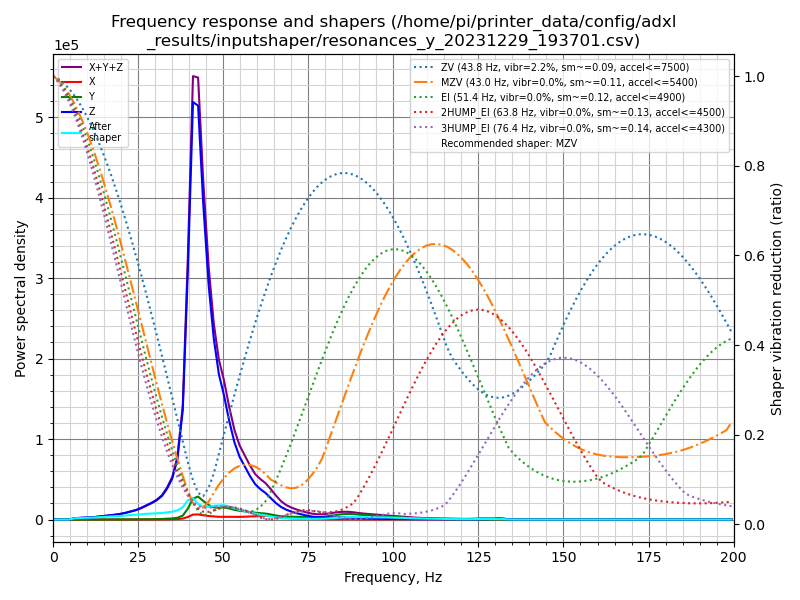 Frequency response and shapers (/home/pi/printer_data/config/adxl
_results/inputshaper/resonances_y_20231229_193701.csv)
1e5
X+Y+Z
X
Y
Z
After
shaper
ZV (43.8 Hz, vibr=2.2%, sm~=0.09, accel<=7500)
MZV (43.0 Hz, vibr=0.0%, sm~=0.11, accel<=5400)
EI (51.4 Hz, vibr=0.0%, sm~=0.12, accel<=4900)
2HUMP_EI (63.8 Hz, vibr=0.0%, sm~=0.13, accel<=4500)
3HUMP_EI (76.4 Hz, vibr=0.0%, sm~=0.14, accel<=4300)
Recommended shaper: MZV
Power spectral density
5
4
3
2
1
0
1.0
0.8
0.6
0.4
0.2
0.0
Shaper vibration reduction (ratio)
0 25 50 75 100 125 150 175 200
Frequency, Hz